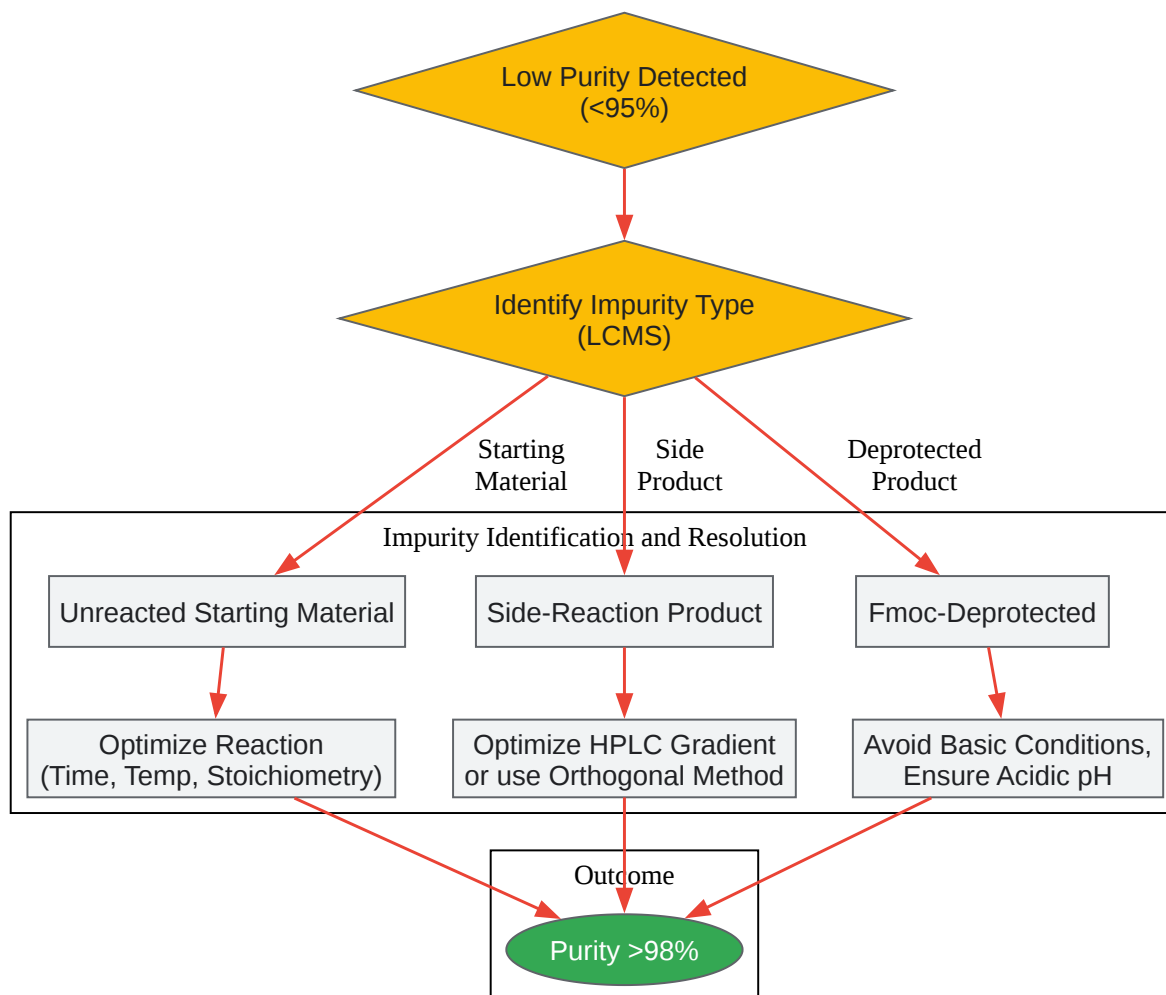 Low Purity Detected
(<95%)
Identify Impurity Type
(LCMS)
Starting
Material
Side
Product
Deprotected
Product
Impurity Identification and Resolution
Unreacted Starting Material
Side-Reaction Product
Fmoc-Deprotected
Optimize Reaction
(Time, Temp, Stoichiometry)
Optimize HPLC Gradient
or use Orthogonal Method
Avoid Basic Conditions,
Ensure Acidic pH
Outcome
Purity >98%